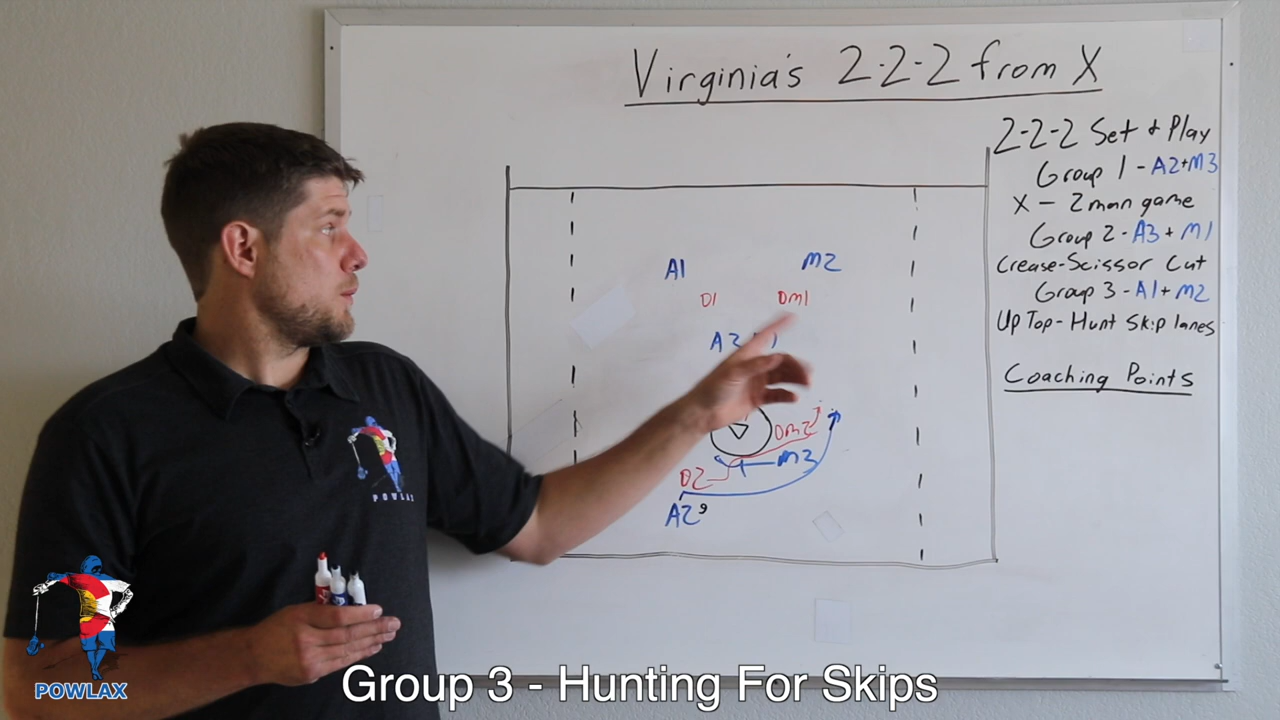 Virginia's 2-2-2 from X
2-2-2 Set & Play
Group 1 - A2+M3
X - 2 man game
Group 2 - A3 + M1
Crease-Scissor Cut
Group 3 - A1+M2
Up Top-Hunt Skip lanes
Coaching Points
A1
M2
D1
DM1
DM2
M3
D2
A2
POWLAX
POWLAX
Group 3 - Hunting For Skips